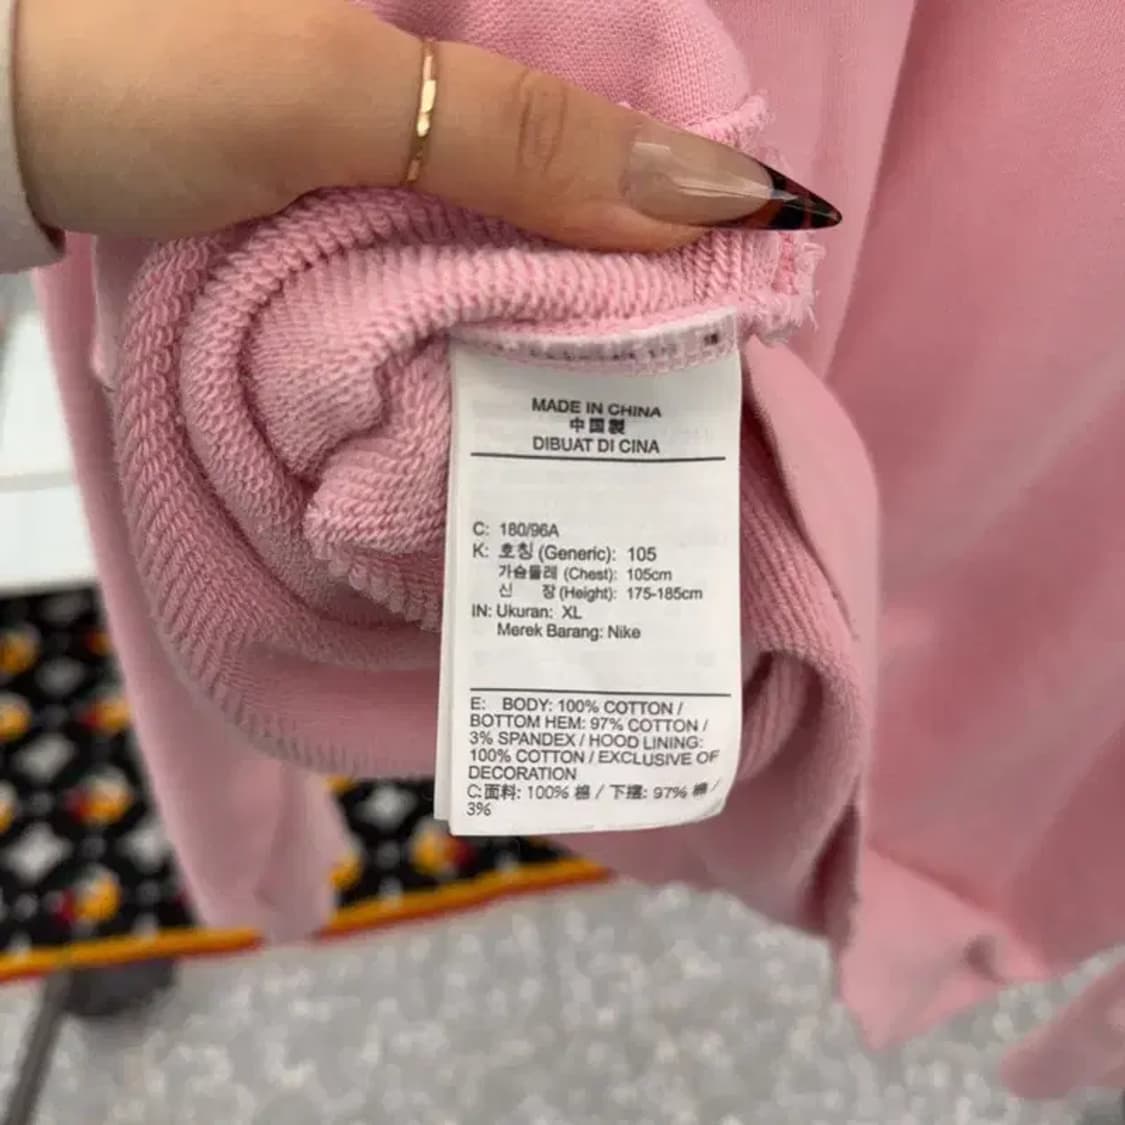 MADE IN CHINA
中国製
DIBUAT DI CINA
C: 180/96A
K: 호칭 (Generic): 105
가슴둘레 (Chest): 105cm
신 장 (Height): 175-185cm
IN: Ukuran: XL
Merek Barang: Nike
E: BODY: 100% COTTON /
BOTTOM HEM: 97% COTTON /
3% SPANDEX / HOOD LINING:
100% COTTON / EXCLUSIVE OF
DECORATION
C:面料: 100% 棉 / 下摆: 97% 棉 /
3%